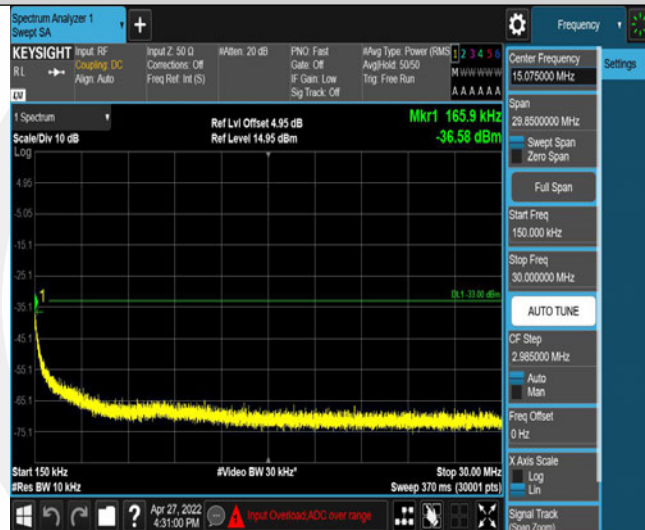 Spectrum Analyzer 1
Swept SA
+
Frequency
KEYSIGHT
RL
LXI
Input: RF
Coupling: DC
Align: Auto
Input Z: 50 Ω
Corrections: Off
Freq Ref: Int (S)
#Atten: 20 dB
PNO: Fast
Gate: Off
IF Gain: Low
Sig Track: Off
#Avg Type: Power (RMS
Avg|Hold: 50/50
Trig: Free Run
1 2 3 4 5 6
M W W W W W
A A A A A A
1 Spectrum
Scale/Div 10 dB
Log
Ref Lvl Offset 4.95 dB
Ref Level 14.95 dBm
Mkr1 165.9 kHz
-36.58 dBm
4.95
-5.05
-15.1
-25.1
-35.1
-45.1
-55.1
-65.1
-75.1
1
DL1 -33.00 dBm
Start 150 kHz
#Res BW 10 kHz
#Video BW 30 kHz*
Stop 30.00 MHz
Sweep 370 ms (30001 pts)
?
Apr 27, 2022
4:31:00 PM
Input Overload;ADC over range
Center Frequency
15.075000 MHz
Span
29.8500000 MHz
Swept Span
Zero Span
Full Span
Start Freq
150.000 kHz
Stop Freq
30.000000 MHz
AUTO TUNE
CF Step
2.985000 MHz
Auto
Man
Freq Offset
0 Hz
X Axis Scale
Log
Lin
Signal Track
(Span Zoom)
Settings